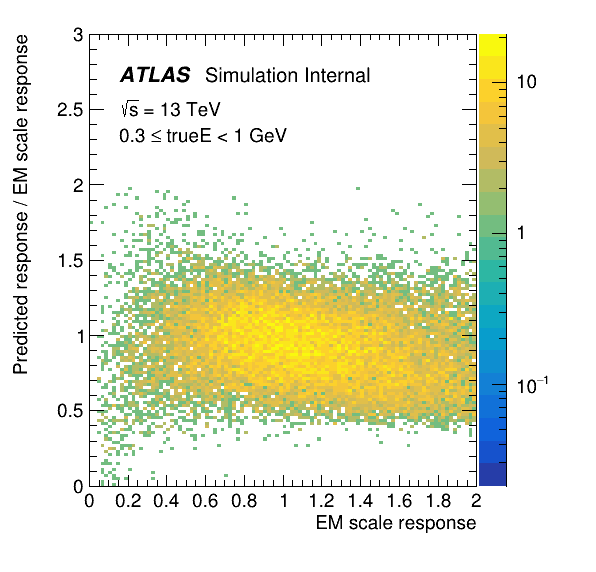 ATLAS Simulation Internal
√s = 13 TeV
0.3 ≤ trueE < 1 GeV
Predicted response / EM scale response
3
2.5
2
1.5
1
0.5
0
0 0.2 0.4 0.6 0.8 1 1.2 1.4 1.6 1.8 2
EM scale response
10
1
10⁻¹